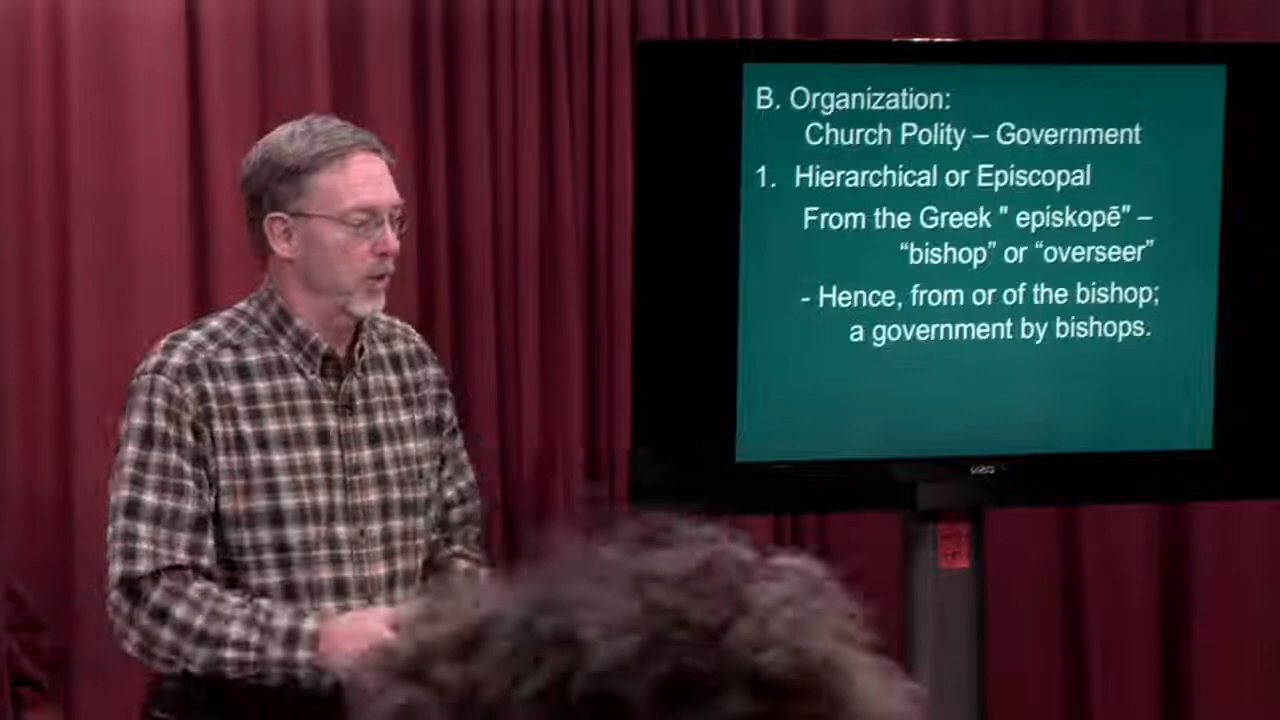 B. Organization:
Church Polity – Government
1. Hierarchical or Episcopal
From the Greek " episkopē" –
“bishop” or “overseer”
- Hence, from or of the bishop;
a government by bishops.